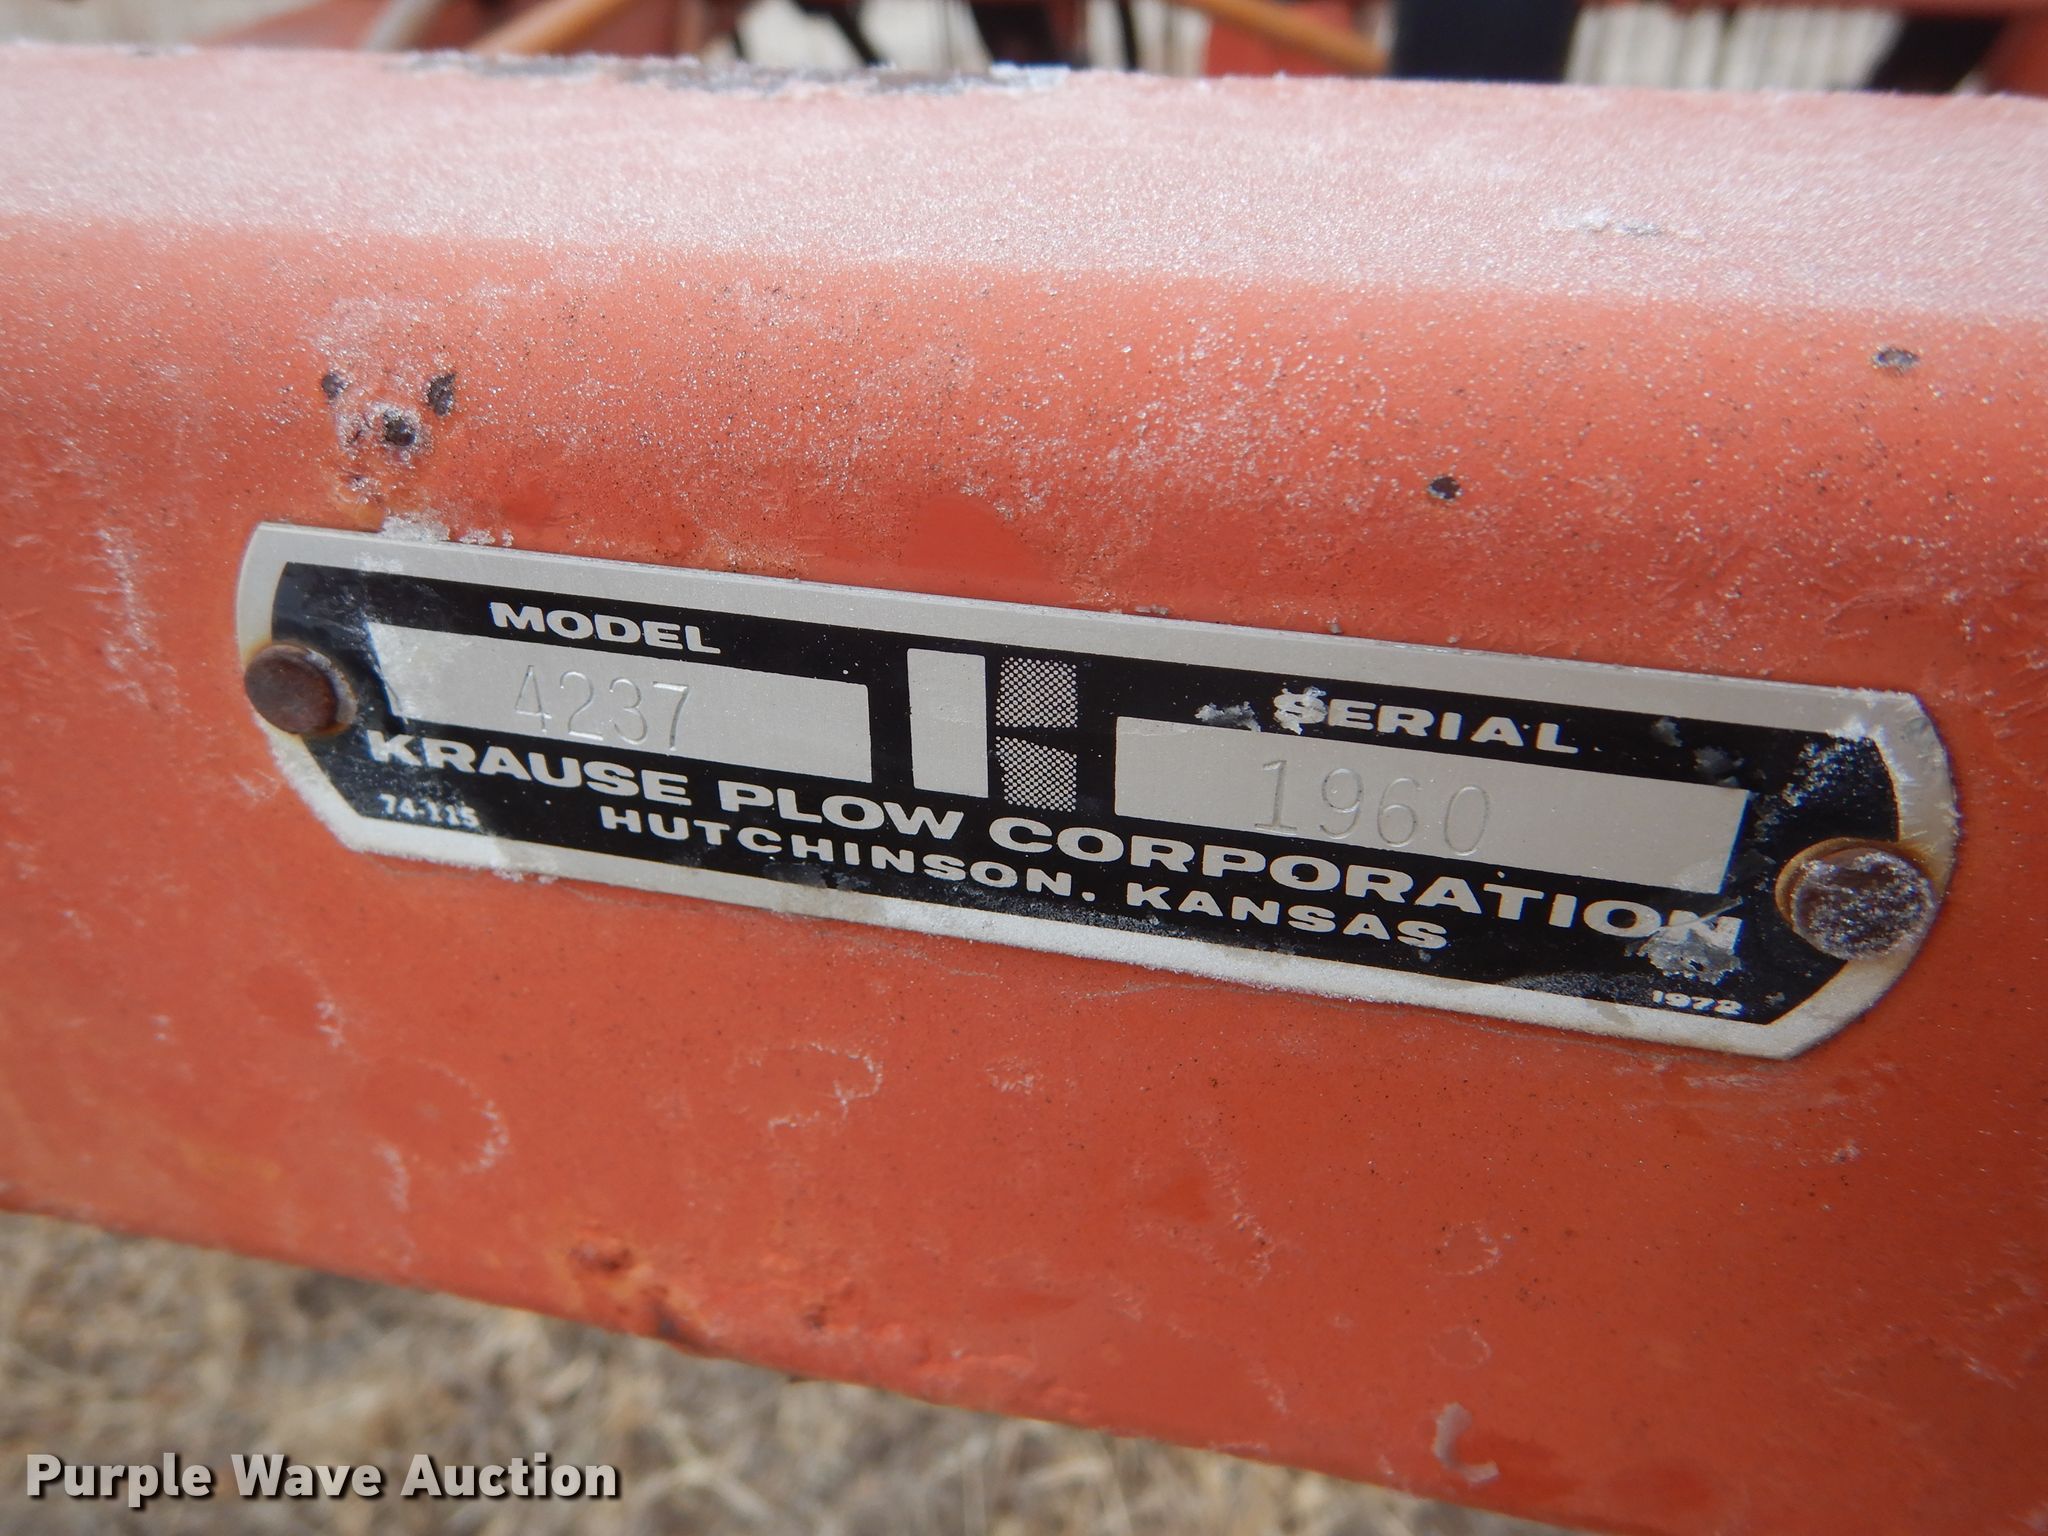 MODEL
4237
SERIAL
1960
KRAUSE PLOW CORPORATION
74-115
HUTCHINSON, KANSAS
1972
Purple Wave Auction